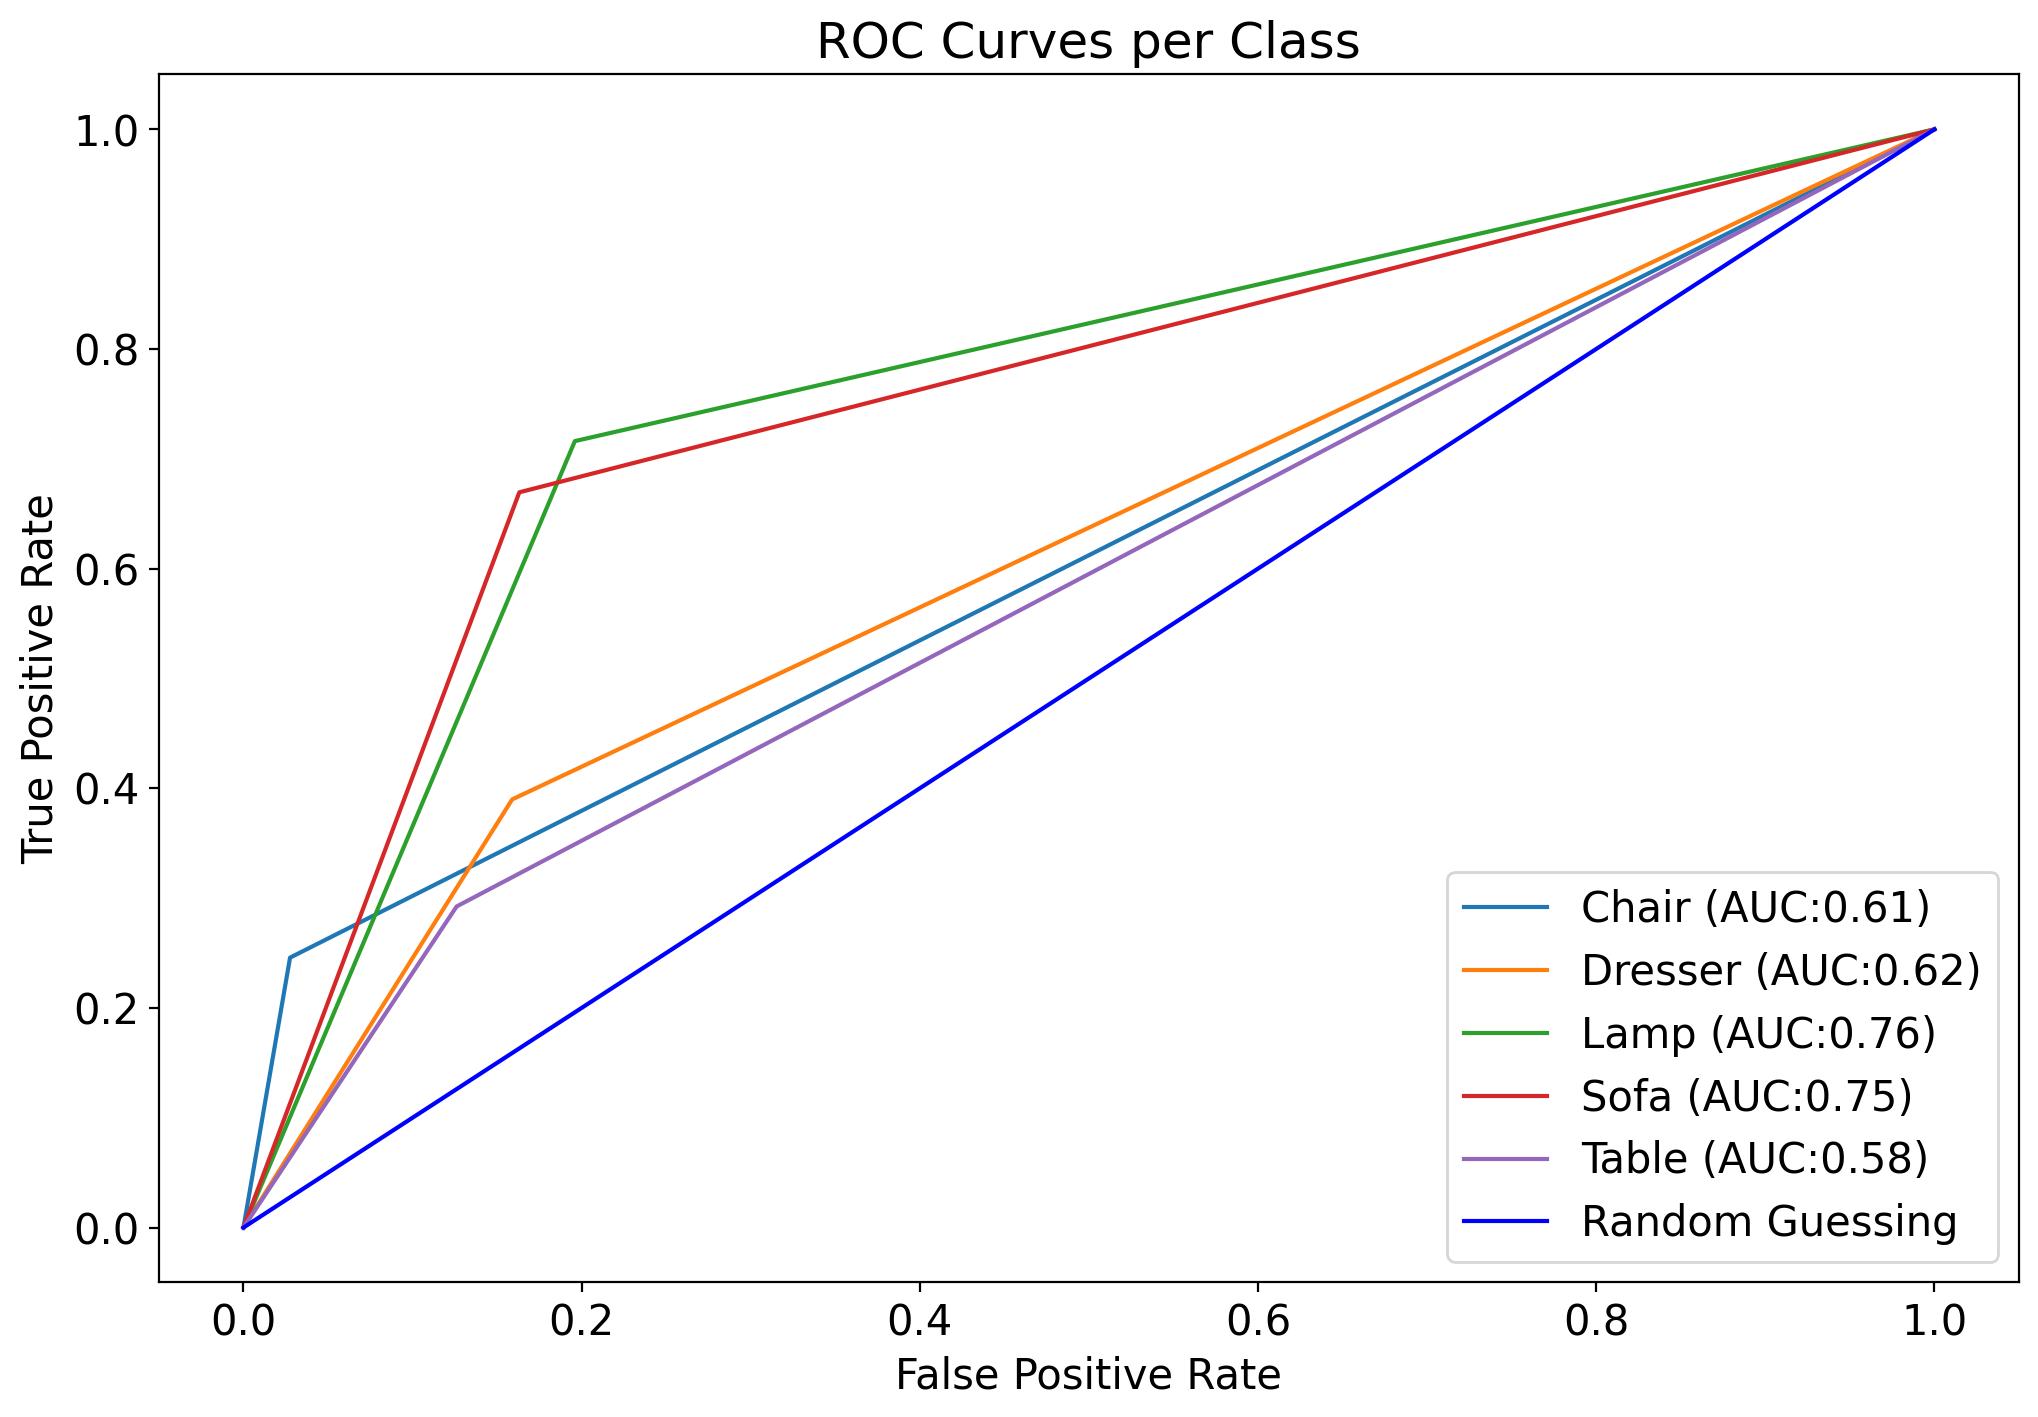 ROC Curves per Class
True Positive Rate
1.0
0.8
0.6
0.4
0.2
0.0
Chair (AUC:0.61)
Dresser (AUC:0.62)
Lamp (AUC:0.76)
Sofa (AUC:0.75)
Table (AUC:0.58)
Random Guessing
0.0 0.2 0.4 0.6 0.8 1.0
False Positive Rate